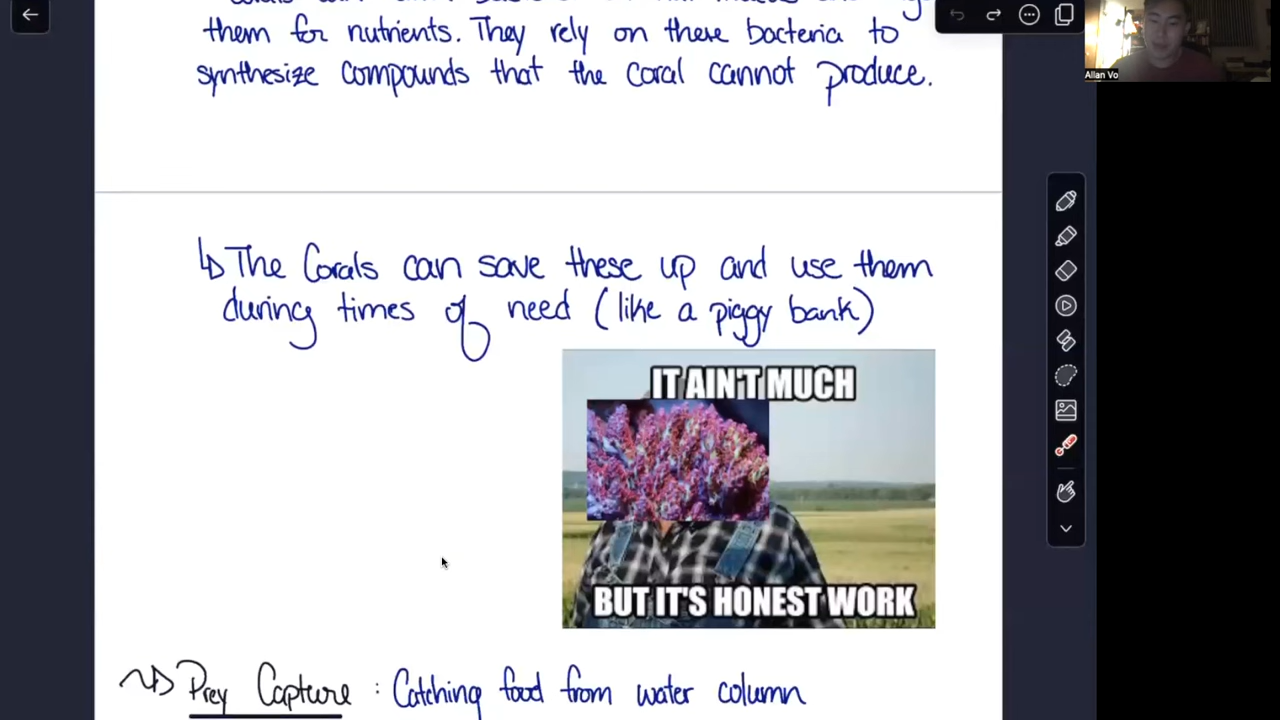 them for nutrients. They rely on these bacteria to
synthesize compounds that the coral cannot produce.
Allan Vo
↳ The Corals can save these up and use them
during times of need (like a piggy bank)
IT AIN'T MUCH
BUT IT'S HONEST WORK
Prey Capture : Catching food from water column